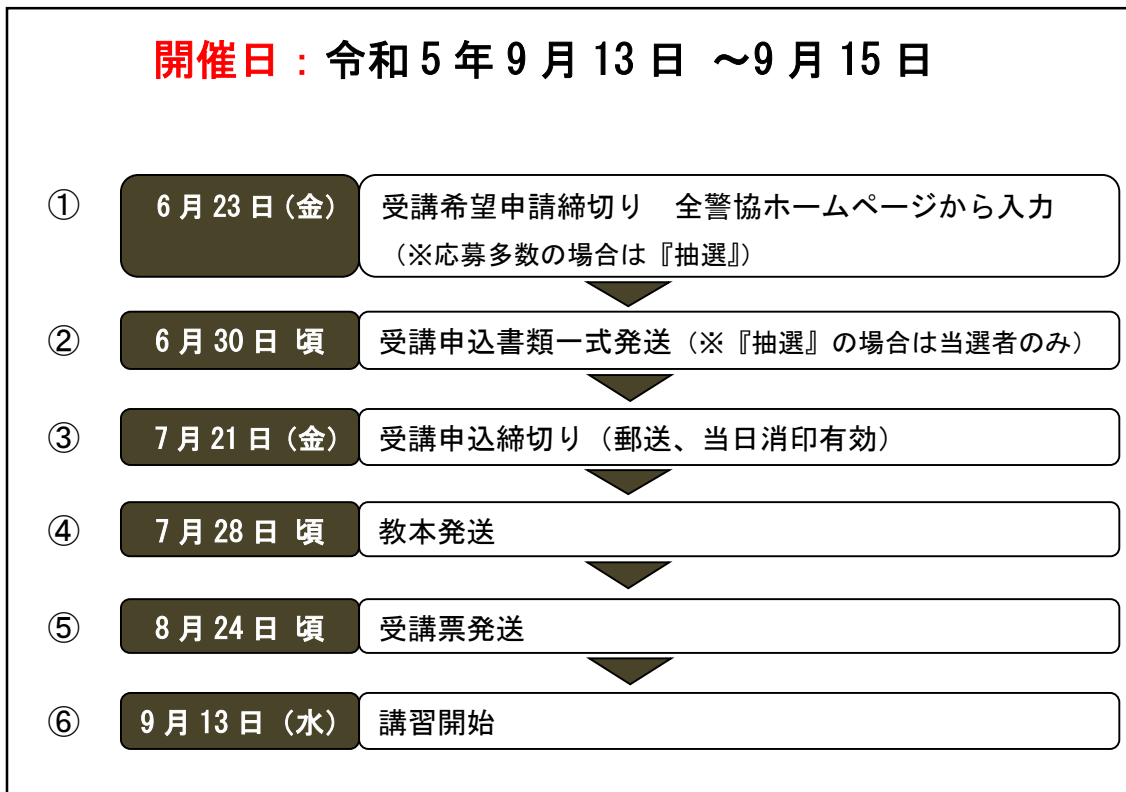 開催日：令和5年9月13日 ～9月15日
① 6月23日（金） 受講希望申請締切り　全警協ホームページから入力
（※応募多数の場合は『抽選』）
② 6月30日 頃 受講申込書類一式発送（※『抽選』の場合は当選者のみ）
③ 7月21日（金） 受講申込締切り（郵送、当日消印有効）
④ 7月28日 頃 教本発送
⑤ 8月24日 頃 受講票発送
⑥ 9月13日（水） 講習開始